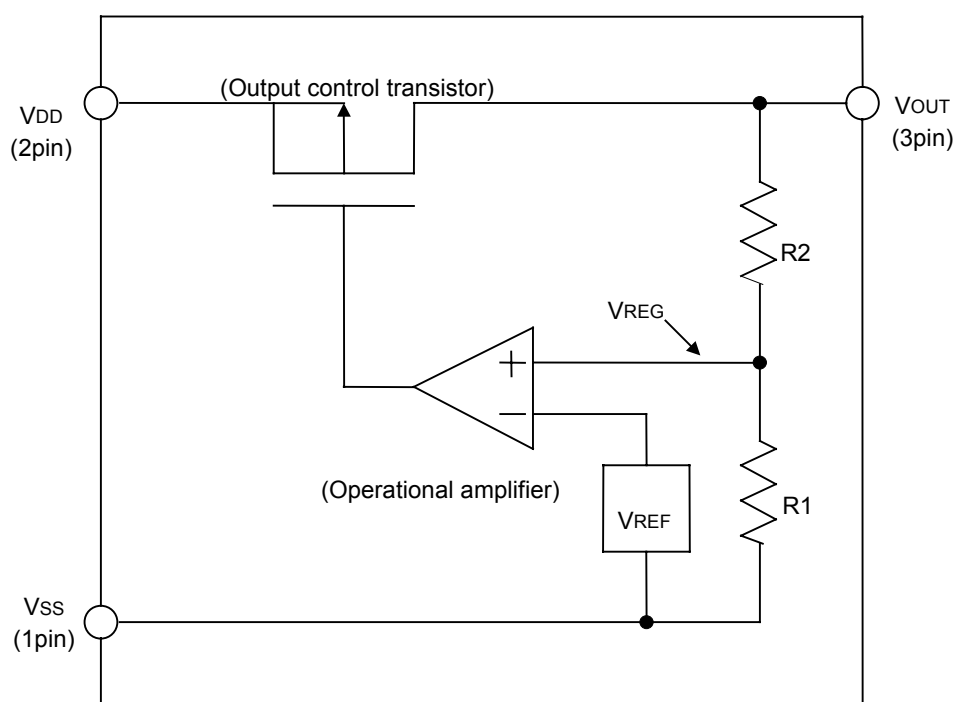 (Output control transistor)
VDD
(2pin)
VOUT
(3pin)
R2
VREG
+
−
(Operational amplifier)
VREF
R1
VSS
(1pin)